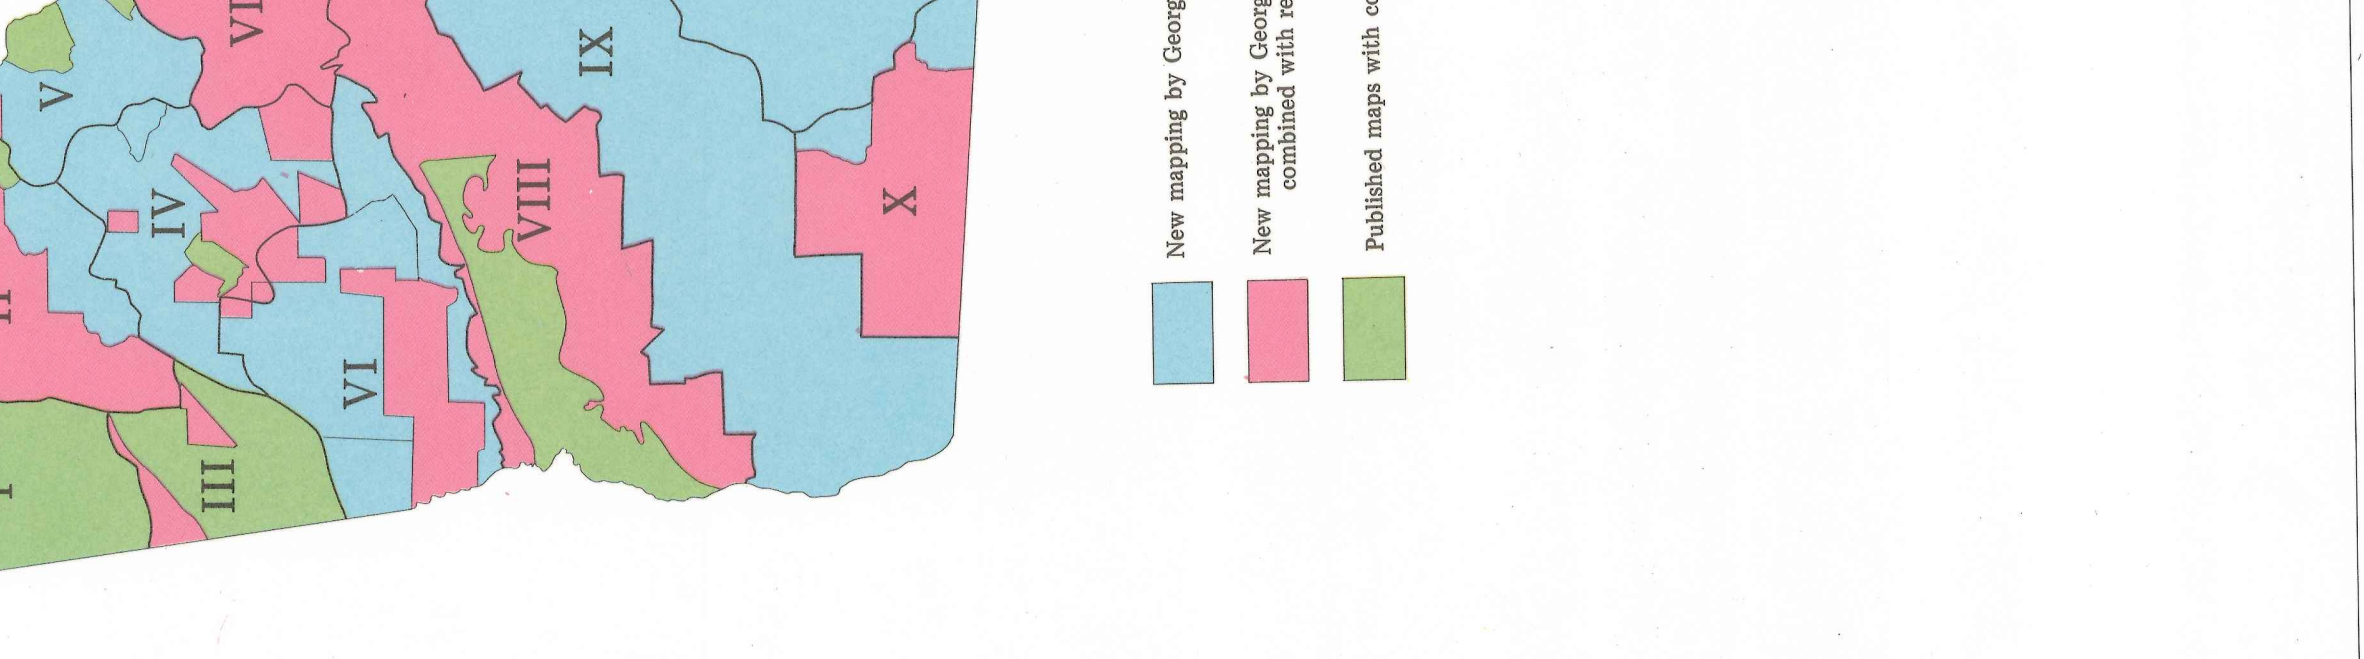 I
II
V
IV
III
VI
VI
VIII
IX
X
New mapping by Georg
New mapping by Georg
combined with re
Published maps with co